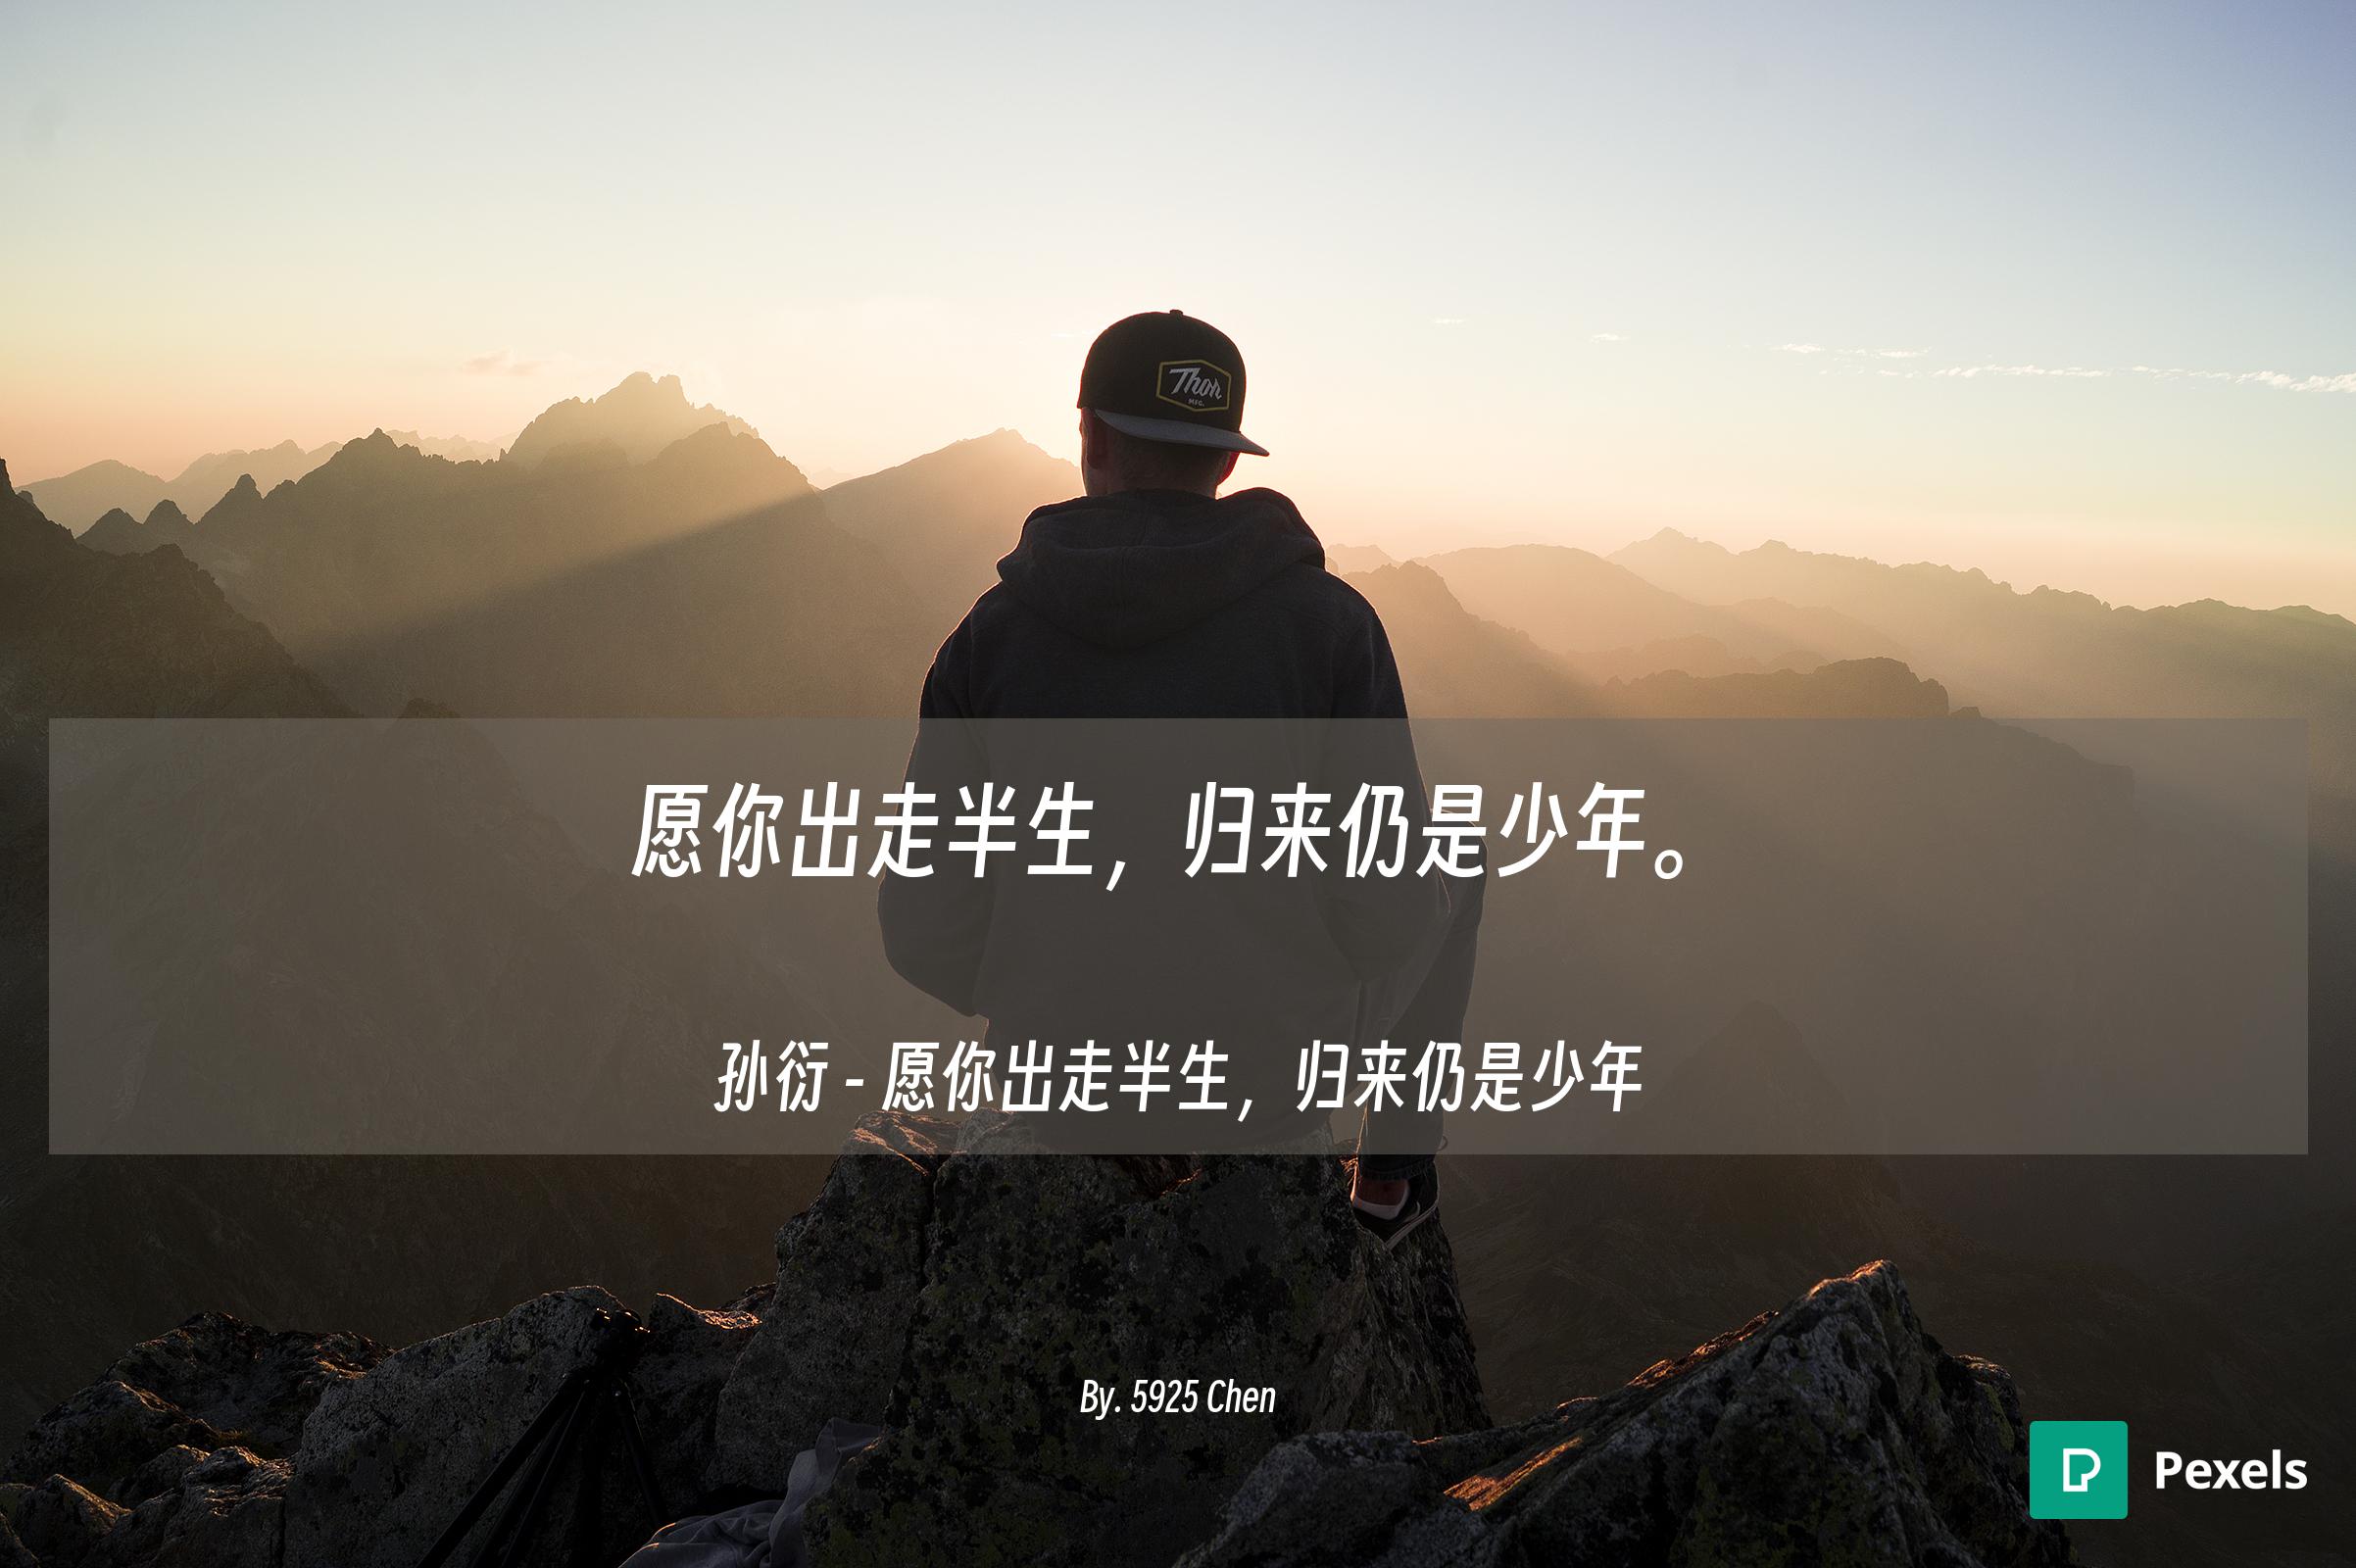 Thor
MFG.
愿你出走半生，归来仍是少年。
孙衍 - 愿你出走半生，归来仍是少年
By. 5925 Chen
Pexels